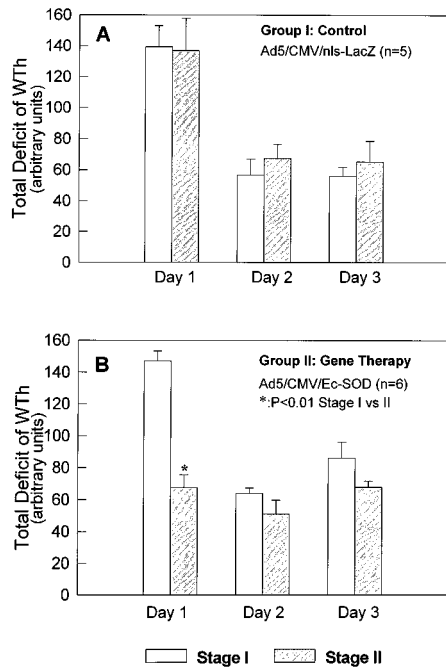 A
Group I: Control
Ad5/CMV/nls-LacZ (n=5)
Total Deficit of WTh
(arbitrary units)
160
140
120
100
80
60
40
20
0
Day 1
Day 2
Day 3
B
Group II: Gene Therapy
Ad5/CMV/Ec-SOD (n=6)
*:P<0.01 Stage I vs II
Total Deficit of WTh
(arbitrary units)
160
140
120
100
80
60
40
20
0
*
Day 1
Day 2
Day 3
Stage I
Stage II